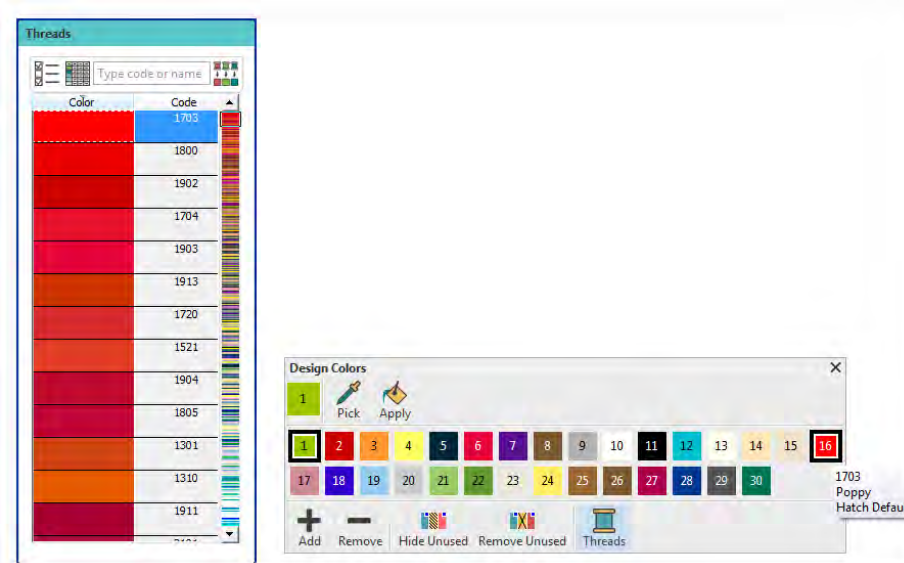 Threads
Type code or name
Color Code
1703
1800
1902
1704
1903
1913
1720
1521
1904
1805
1301
1310
1911
Design Colors
1
Pick Apply
1 2 3 4 5 6 7 8 9 10 11 12 13 14 15 16
17 18 19 20 21 22 23 24 25 26 27 28 29 30
1703
Poppy
Hatch Defau
Add Remove Hide Unused Remove Unused Threads